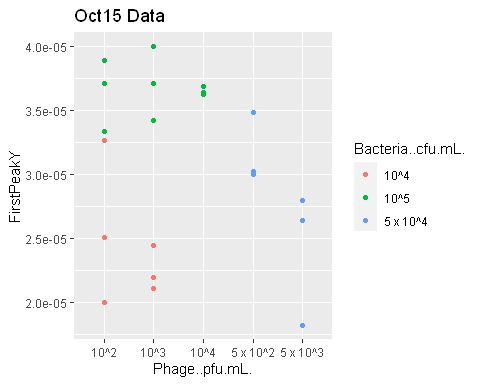 Oct15 Data
FirstPeakY
4.0e-05
3.5e-05
3.0e-05
2.5e-05
2.0e-05
10^2 10^3 10^4 5 x 10^2 5 x 10^3
Phage..pfu.mL.
Bacteria..cfu.mL.
10^4
10^5
5 x 10^4